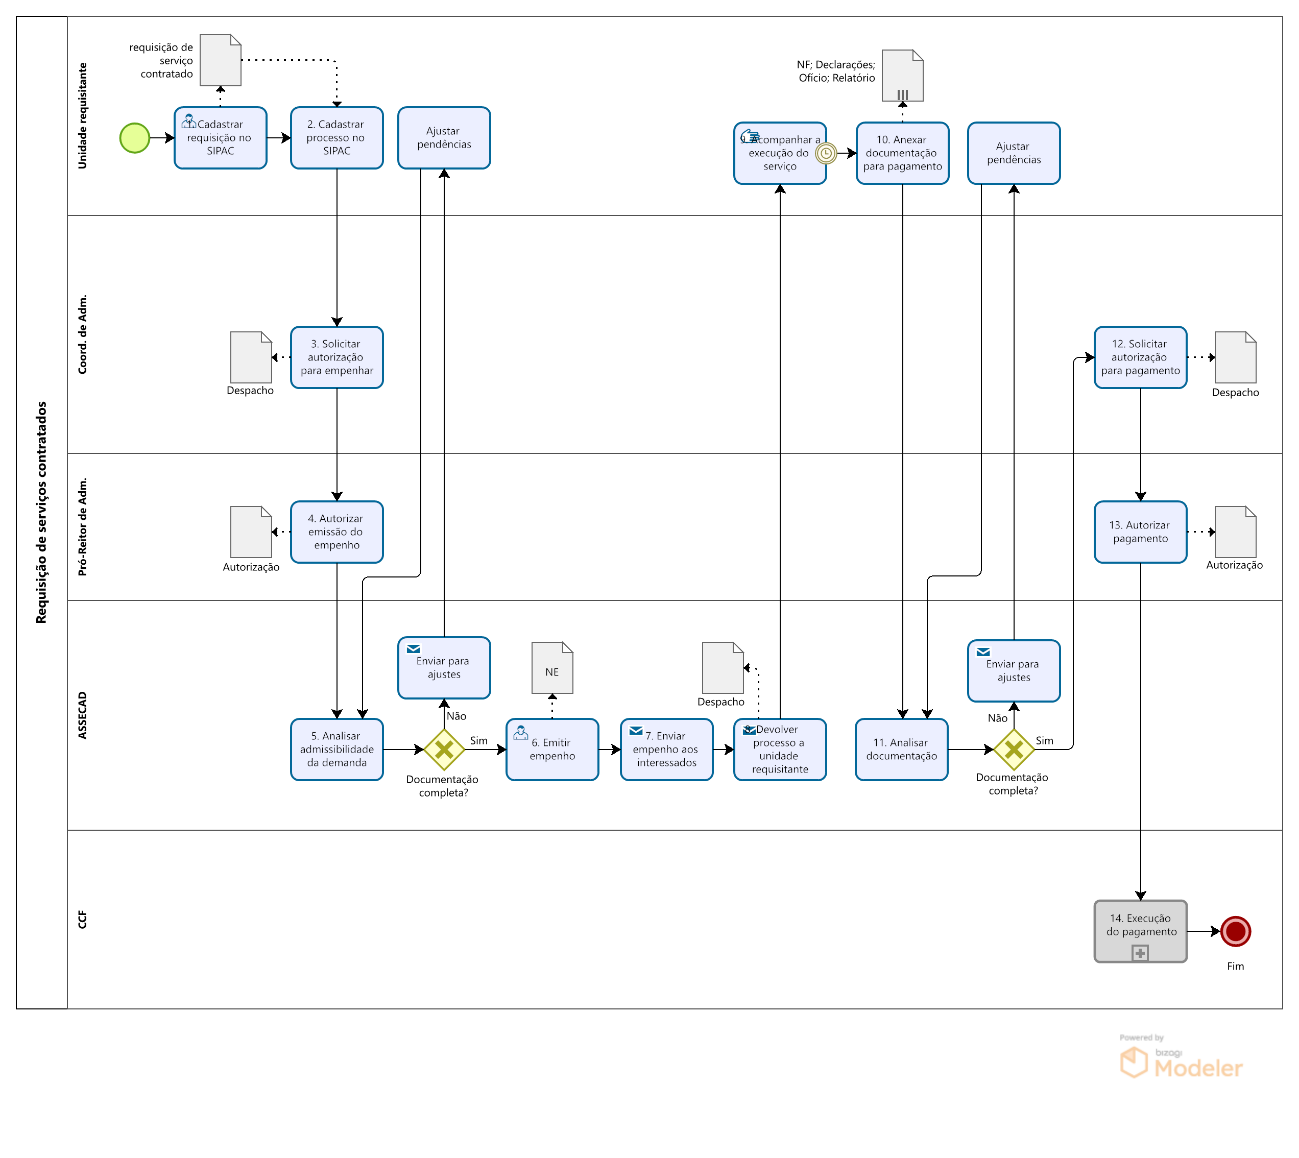 Requisição de serviços contratados
Unidade requisitante
requisição de
serviço
contratado
1. Cadastrar
requisição no
SIPAC
2. Cadastrar
processo no
SIPAC
Ajustar
pendências
NF; Declarações;
Ofício; Relatório
9. Acompanhar a
execução do
serviço
10. Anexar
documentação
para pagamento
Ajustar
pendências
Coord. de Adm.
Despacho
3. Solicitar
autorização
para empenhar
12. Solicitar
autorização
para pagamento
Despacho
Pró-Reitor de Adm.
Autorização
4. Autorizar
emissão do
empenho
13. Autorizar
pagamento
Autorização
ASSECAD
Enviar para
ajustes
NE
Despacho
Enviar para
ajustes
Não
Sim
Não
Sim
5. Analisar
admissibilidade
da demanda
Documentação
completa?
6. Emitir
empenho
7. Enviar
empenho aos
interessados
8. Devolver
processo a
unidade
requisitante
11. Analisar
documentação
Documentação
completa?
CCF
14. Execução
do pagamento
Fim
Powered by
bizagi
Modeler